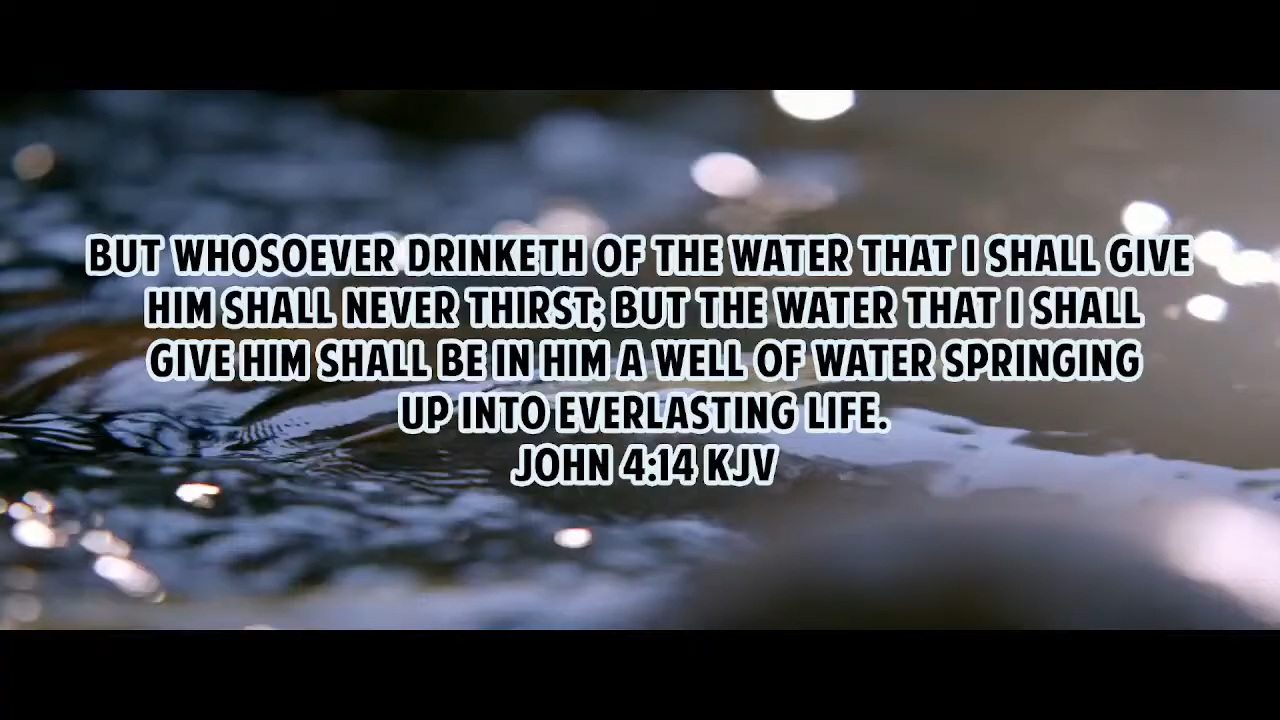 BUT WHOSOEVER DRINKETH OF THE WATER THAT I SHALL GIVE
HIM SHALL NEVER THIRST; BUT THE WATER THAT I SHALL
GIVE HIM SHALL BE IN HIM A WELL OF WATER SPRINGING
UP INTO EVERLASTING LIFE.
JOHN 4:14 KJV